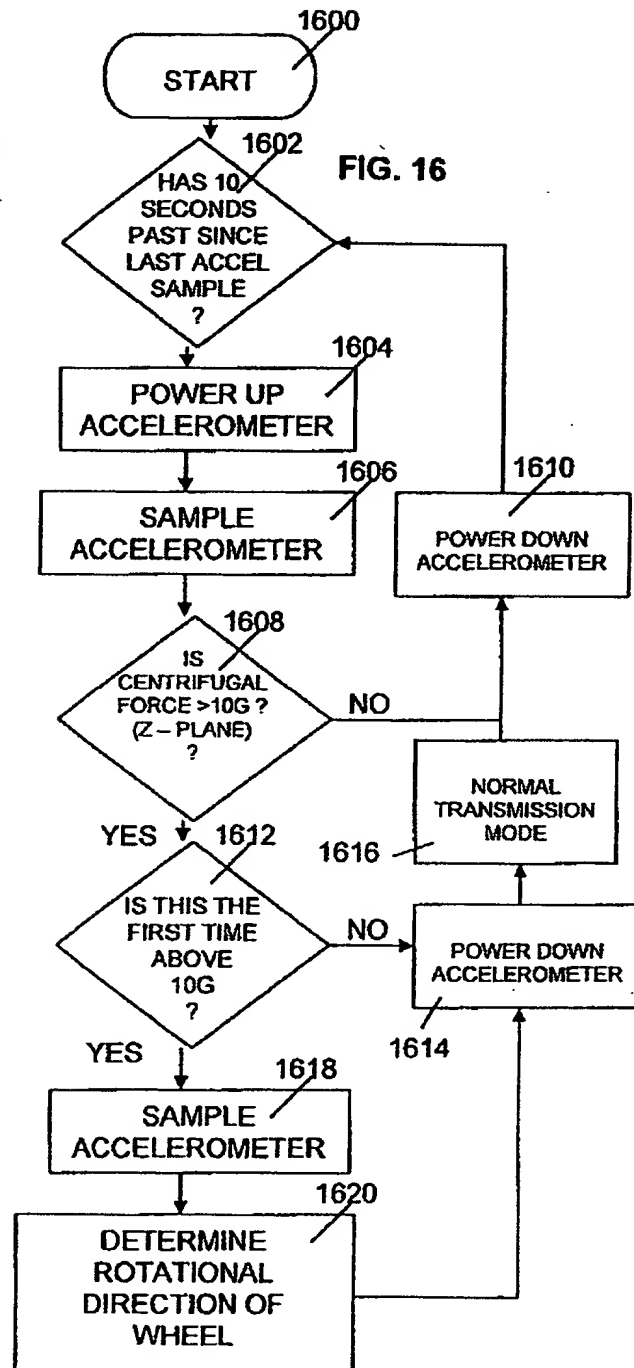 1600
START
1602
FIG. 16
HAS 10
SECONDS
PAST SINCE
LAST ACCEL
SAMPLE
?
1604
POWER UP
ACCELEROMETER
1606
SAMPLE
ACCELEROMETER
1610
POWER DOWN
ACCELEROMETER
1608
IS
CENTRIFUGAL
FORCE >10G ?
(Z – PLANE)
?
NO
YES
NORMAL
TRANSMISSION
MODE
1616
1612
IS THIS THE
FIRST TIME
ABOVE
10G
?
NO
YES
POWER DOWN
ACCELEROMETER
1614
1618
SAMPLE
ACCELEROMETER
1620
DETERMINE
ROTATIONAL
DIRECTION OF
WHEEL